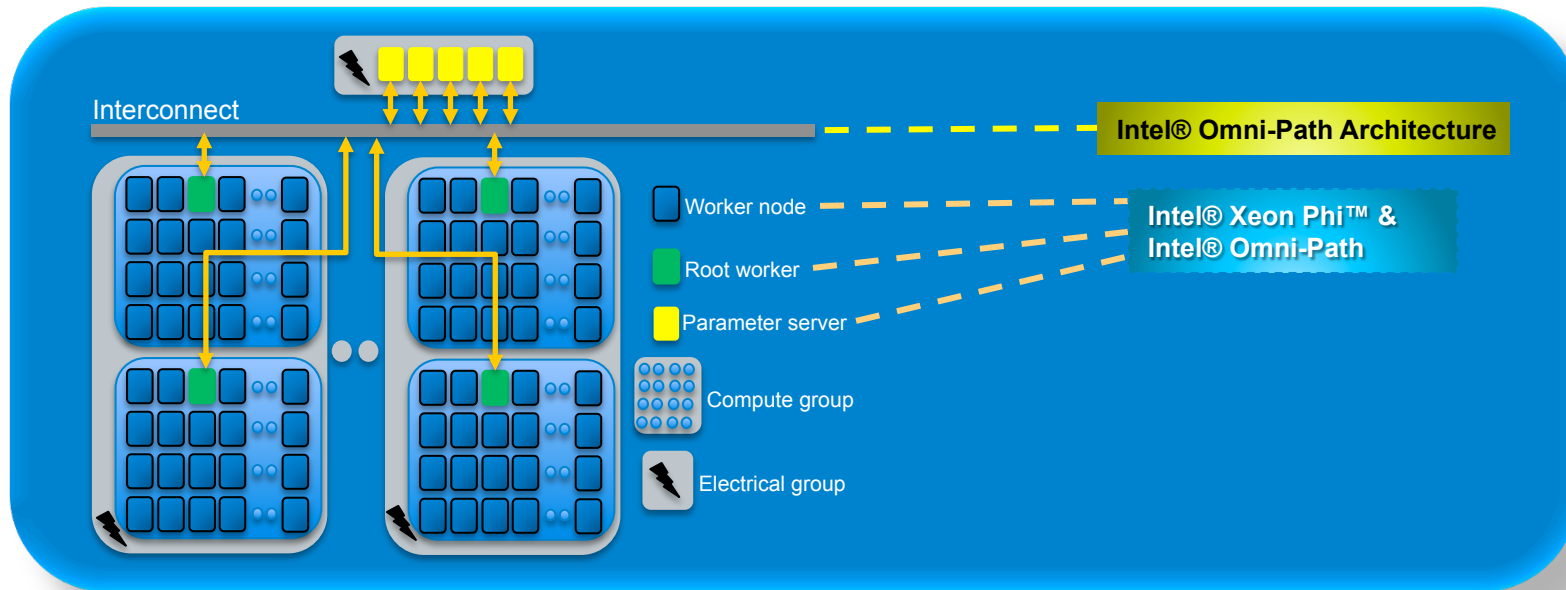 Interconnect
Intel® Omni-Path Architecture
Worker node
Intel® Xeon Phi™ &
Intel® Omni-Path
Root worker
Parameter server
Compute group
Electrical group